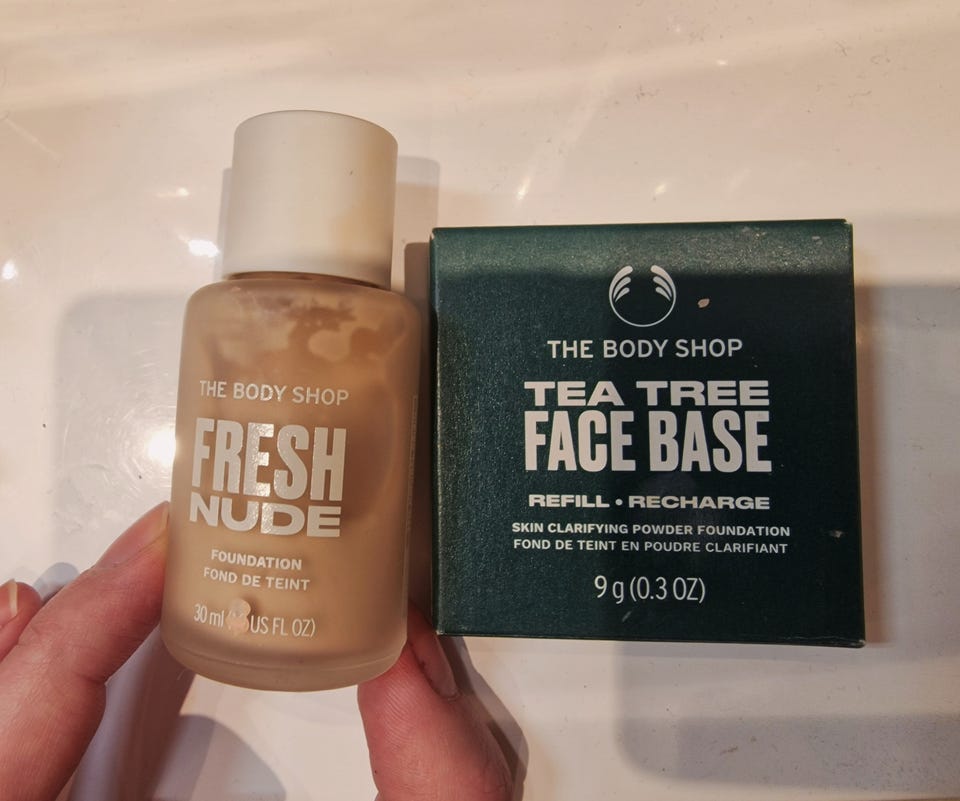 THE BODY SHOP
FRESH
NUDE
FOUNDATION
FOND DE TEINT
30 ml US FL OZ)
THE BODY SHOP
TEA TREE
FACE BASE
REFILL • RECHARGE
SKIN CLARIFYING POWDER FOUNDATION
FOND DE TEINT EN POUDRE CLARIFIANT
9 g (0.3 OZ)